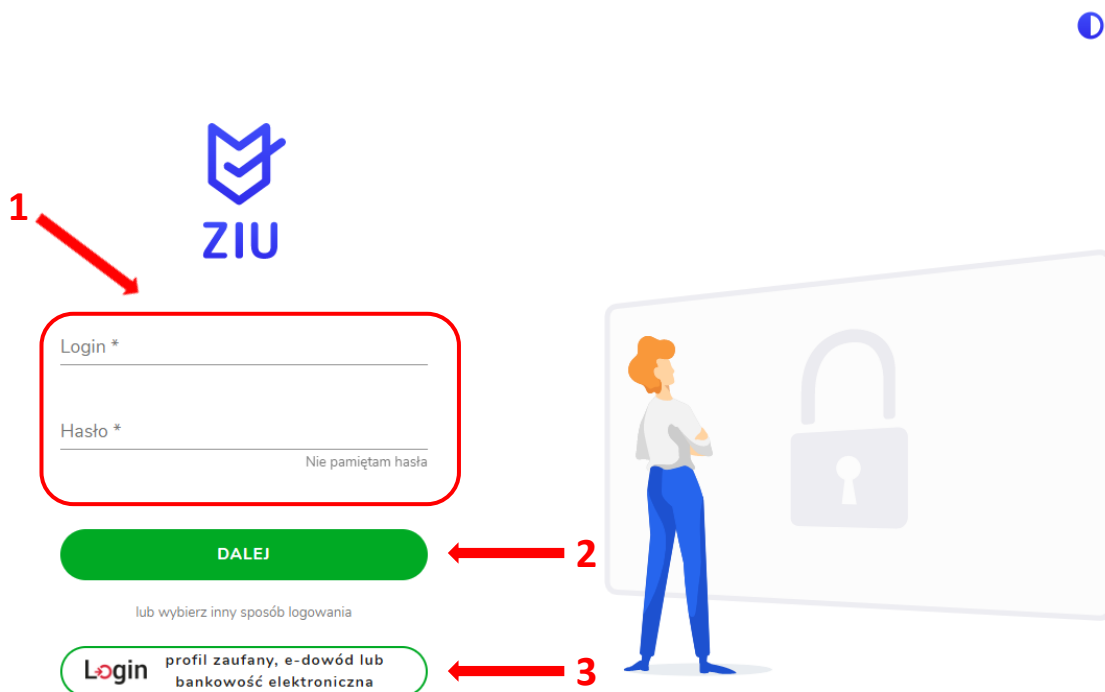 1
ZIU
Login *
Hasło *
Nie pamiętam hasła
DALEJ
2
lub wybierz inny sposób logowania
Login profil zaufany, e-dowód lub
bankowość elektroniczna
3